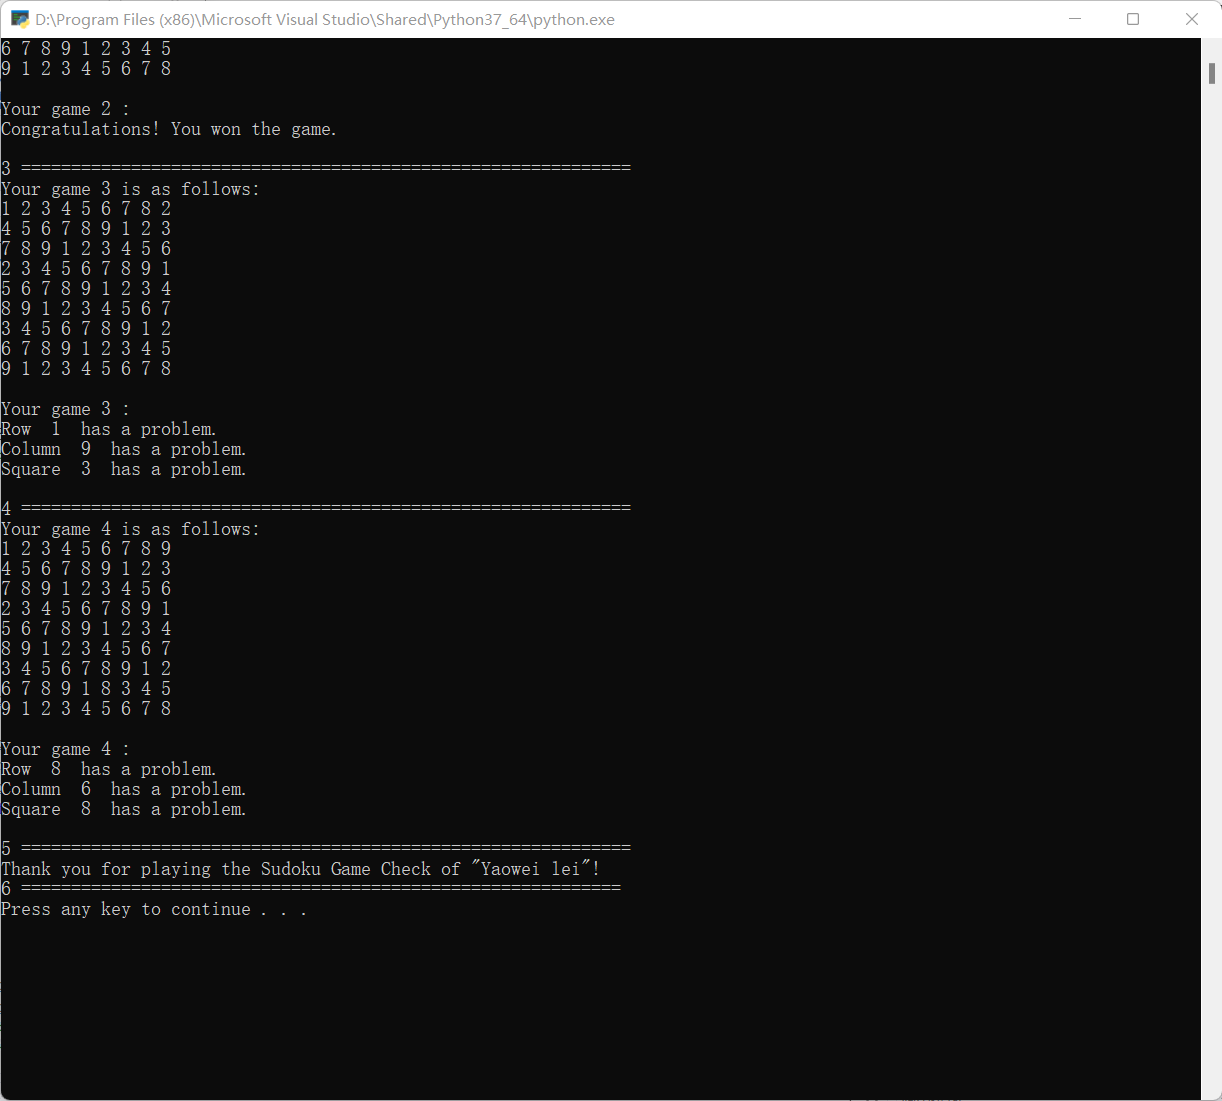 D:\Program Files (x86)\Microsoft Visual Studio\Shared\Python37_64\python.exe
6 7 8 9 1 2 3 4 5
9 1 2 3 4 5 6 7 8
Your game 2 :
Congratulations! You won the game.
3 =============================================================
Your game 3 is as follows:
1 2 3 4 5 6 7 8 2
4 5 6 7 8 9 1 2 3
7 8 9 1 2 3 4 5 6
2 3 4 5 6 7 8 9 1
5 6 7 8 9 1 2 3 4
8 9 1 2 3 4 5 6 7
3 4 5 6 7 8 9 1 2
6 7 8 9 1 2 3 4 5
9 1 2 3 4 5 6 7 8
Your game 3 :
Row  1  has a problem.
Column  9  has a problem.
Square  3  has a problem.
4 =============================================================
Your game 4 is as follows:
1 2 3 4 5 6 7 8 9
4 5 6 7 8 9 1 2 3
7 8 9 1 2 3 4 5 6
2 3 4 5 6 7 8 9 1
5 6 7 8 9 1 2 3 4
8 9 1 2 3 4 5 6 7
3 4 5 6 7 8 9 1 2
6 7 8 9 1 8 3 4 5
9 1 2 3 4 5 6 7 8
Your game 4 :
Row  8  has a problem.
Column  6  has a problem.
Square  8  has a problem.
5 =============================================================
Thank you for playing the Sudoku Game Check of "Yaowei lei"!
6 ============================================================
Press any key to continue . . .